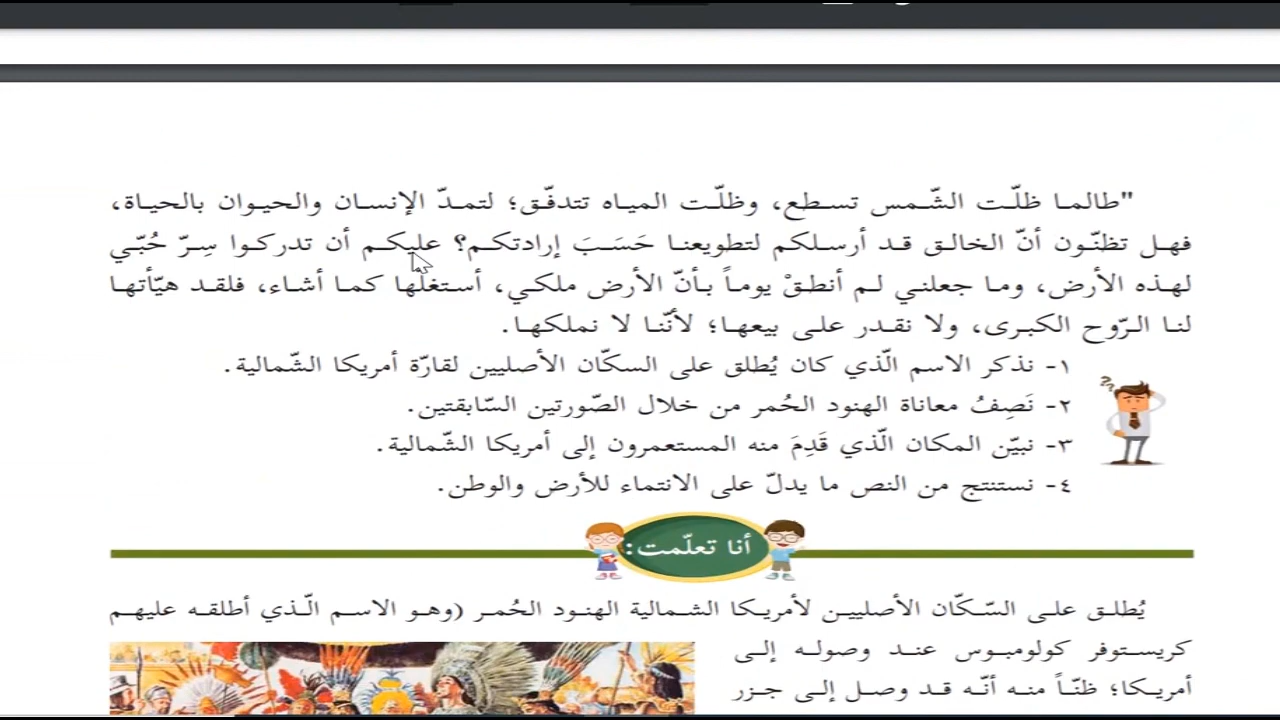 "طالما ظلّت الشّمس تسطع، وظلّت المياه تتدفّق؛ لتمدّ الإنسان والحيوان بالحياة،
فهل تظنّون أنّ الخالق قد أرسلكم لتطويعنا حَسَبَ إرادتكم؟ عليكم أن تدركوا سِرّ حُبّي
لهذه الأرض، وما جعلني لم أنطقْ يوماً بأنّ الأرض ملكي، أستغلّها كما أشاء، فلقد هيّأتها
لنا الرّوح الكبرى، ولا نقدر على بيعها؛ لأنّنا لا نملكها.
١- نذكر الاسم الّذي كان يُطلق على السكّان الأصليين لقارّة أمريكا الشّمالية.
٢- نَصِفُ معاناة الهنود الحُمر من خلال الصّورتين السّابقتين.
٣- نبيّن المكان الّذي قَدِمَ منه المستعمرون إلى أمريكا الشّمالية.
٤- نستنتج من النص ما يدلّ على الانتماء للأرض والوطن.
أنا تعلّمت:
يُطلق على السّكّان الأصليين لأمريكا الشمالية الهنود الحُمر (وهو الاسم الّذي أطلقه عليهم
كريستوفر كولومبوس عند وصوله إلى
أمريكا؛ ظنّاً منه أنّه قد وصل إلى جزر